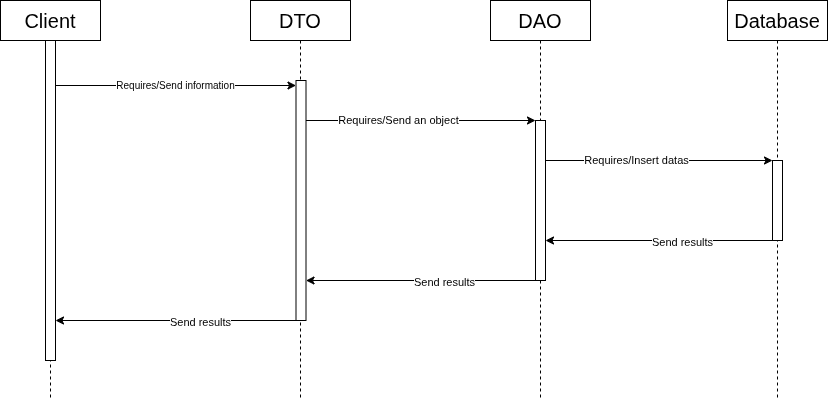 Client
DTO
DAO
Database
Requires/Send information
Requires/Send an object
Requires/Insert datas
Send results
Send results
Send results